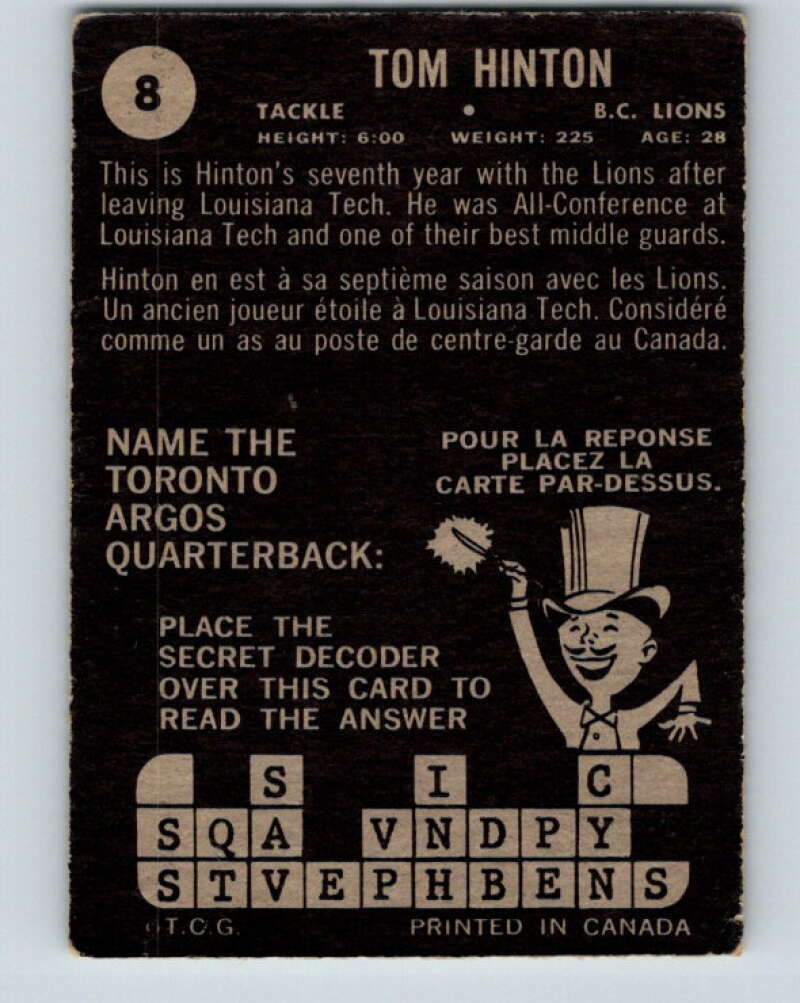 8
TOM HINTON
TACKLE • B.C. LIONS
HEIGHT: 6:00 WEIGHT: 225 AGE: 28
This is Hinton's seventh year with the Lions after
leaving Louisiana Tech. He was All-Conference at
Louisiana Tech and one of their best middle guards.
Hinton en est à sa septième saison avec les Lions.
Un ancien joueur étoile à Louisiana Tech. Considéré
comme un as au poste de centre-garde au Canada.
NAME THE
TORONTO
ARGOS
QUARTERBACK:
POUR LA REPONSE
PLACEZ LA
CARTE PAR-DESSUS.
PLACE THE
SECRET DECODER
OVER THIS CARD TO
READ THE ANSWER
S I C
SQA VNDPY
STVEPHBENS
©T.C.G. PRINTED IN CANADA